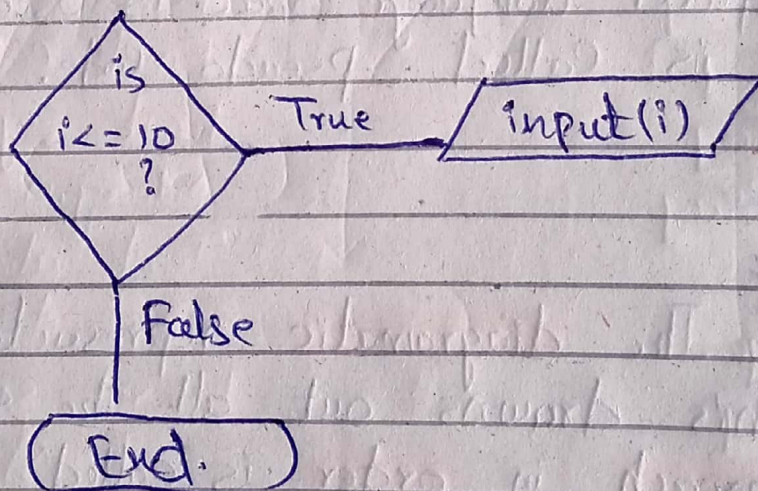 is
i<=10
?
True
input(i)
False
End.